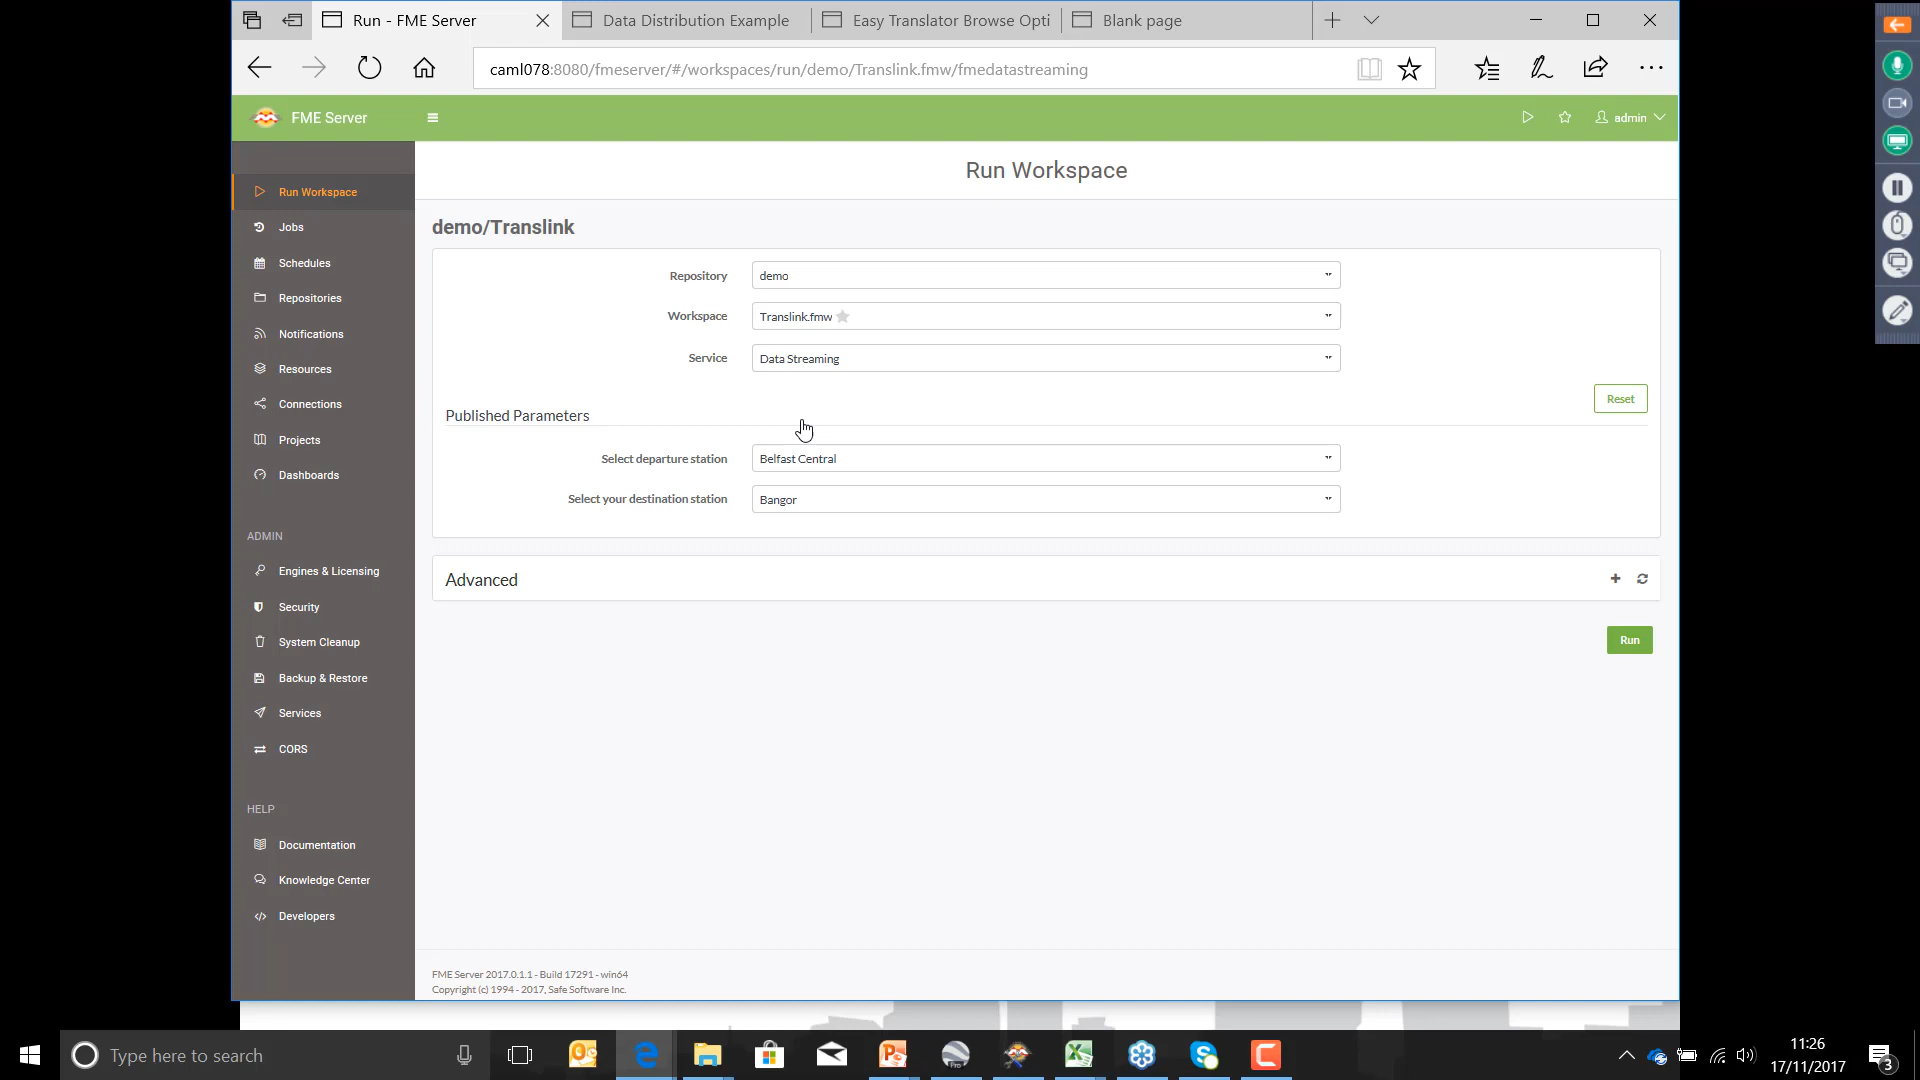 Run - FME Server
Data Distribution Example
Easy Translator Browse Opti
Blank page
caml078:8080/fmeserver/#/workspaces/run/demo/Translink.fmw/fmedatastreaming
FME Server
admin
Run Workspace
Jobs
Schedules
Repositories
Notifications
Resources
Connections
Projects
Dashboards
ADMIN
Engines & Licensing
Security
System Cleanup
Backup & Restore
Services
CORS
HELP
Documentation
Knowledge Center
Developers
Run Workspace
demo/Translink
Repository
demo
Workspace
Translink.fmw
Service
Data Streaming
Reset
Published Parameters
Select departure station
Belfast Central
Select your destination station
Bangor
Advanced
Run
FME Server 2017.0.1.1 - Build 17291 - win64
Copyright (c) 1994 - 2017, Safe Software Inc.
Type here to search
Pro
11:26
17/11/2017
3